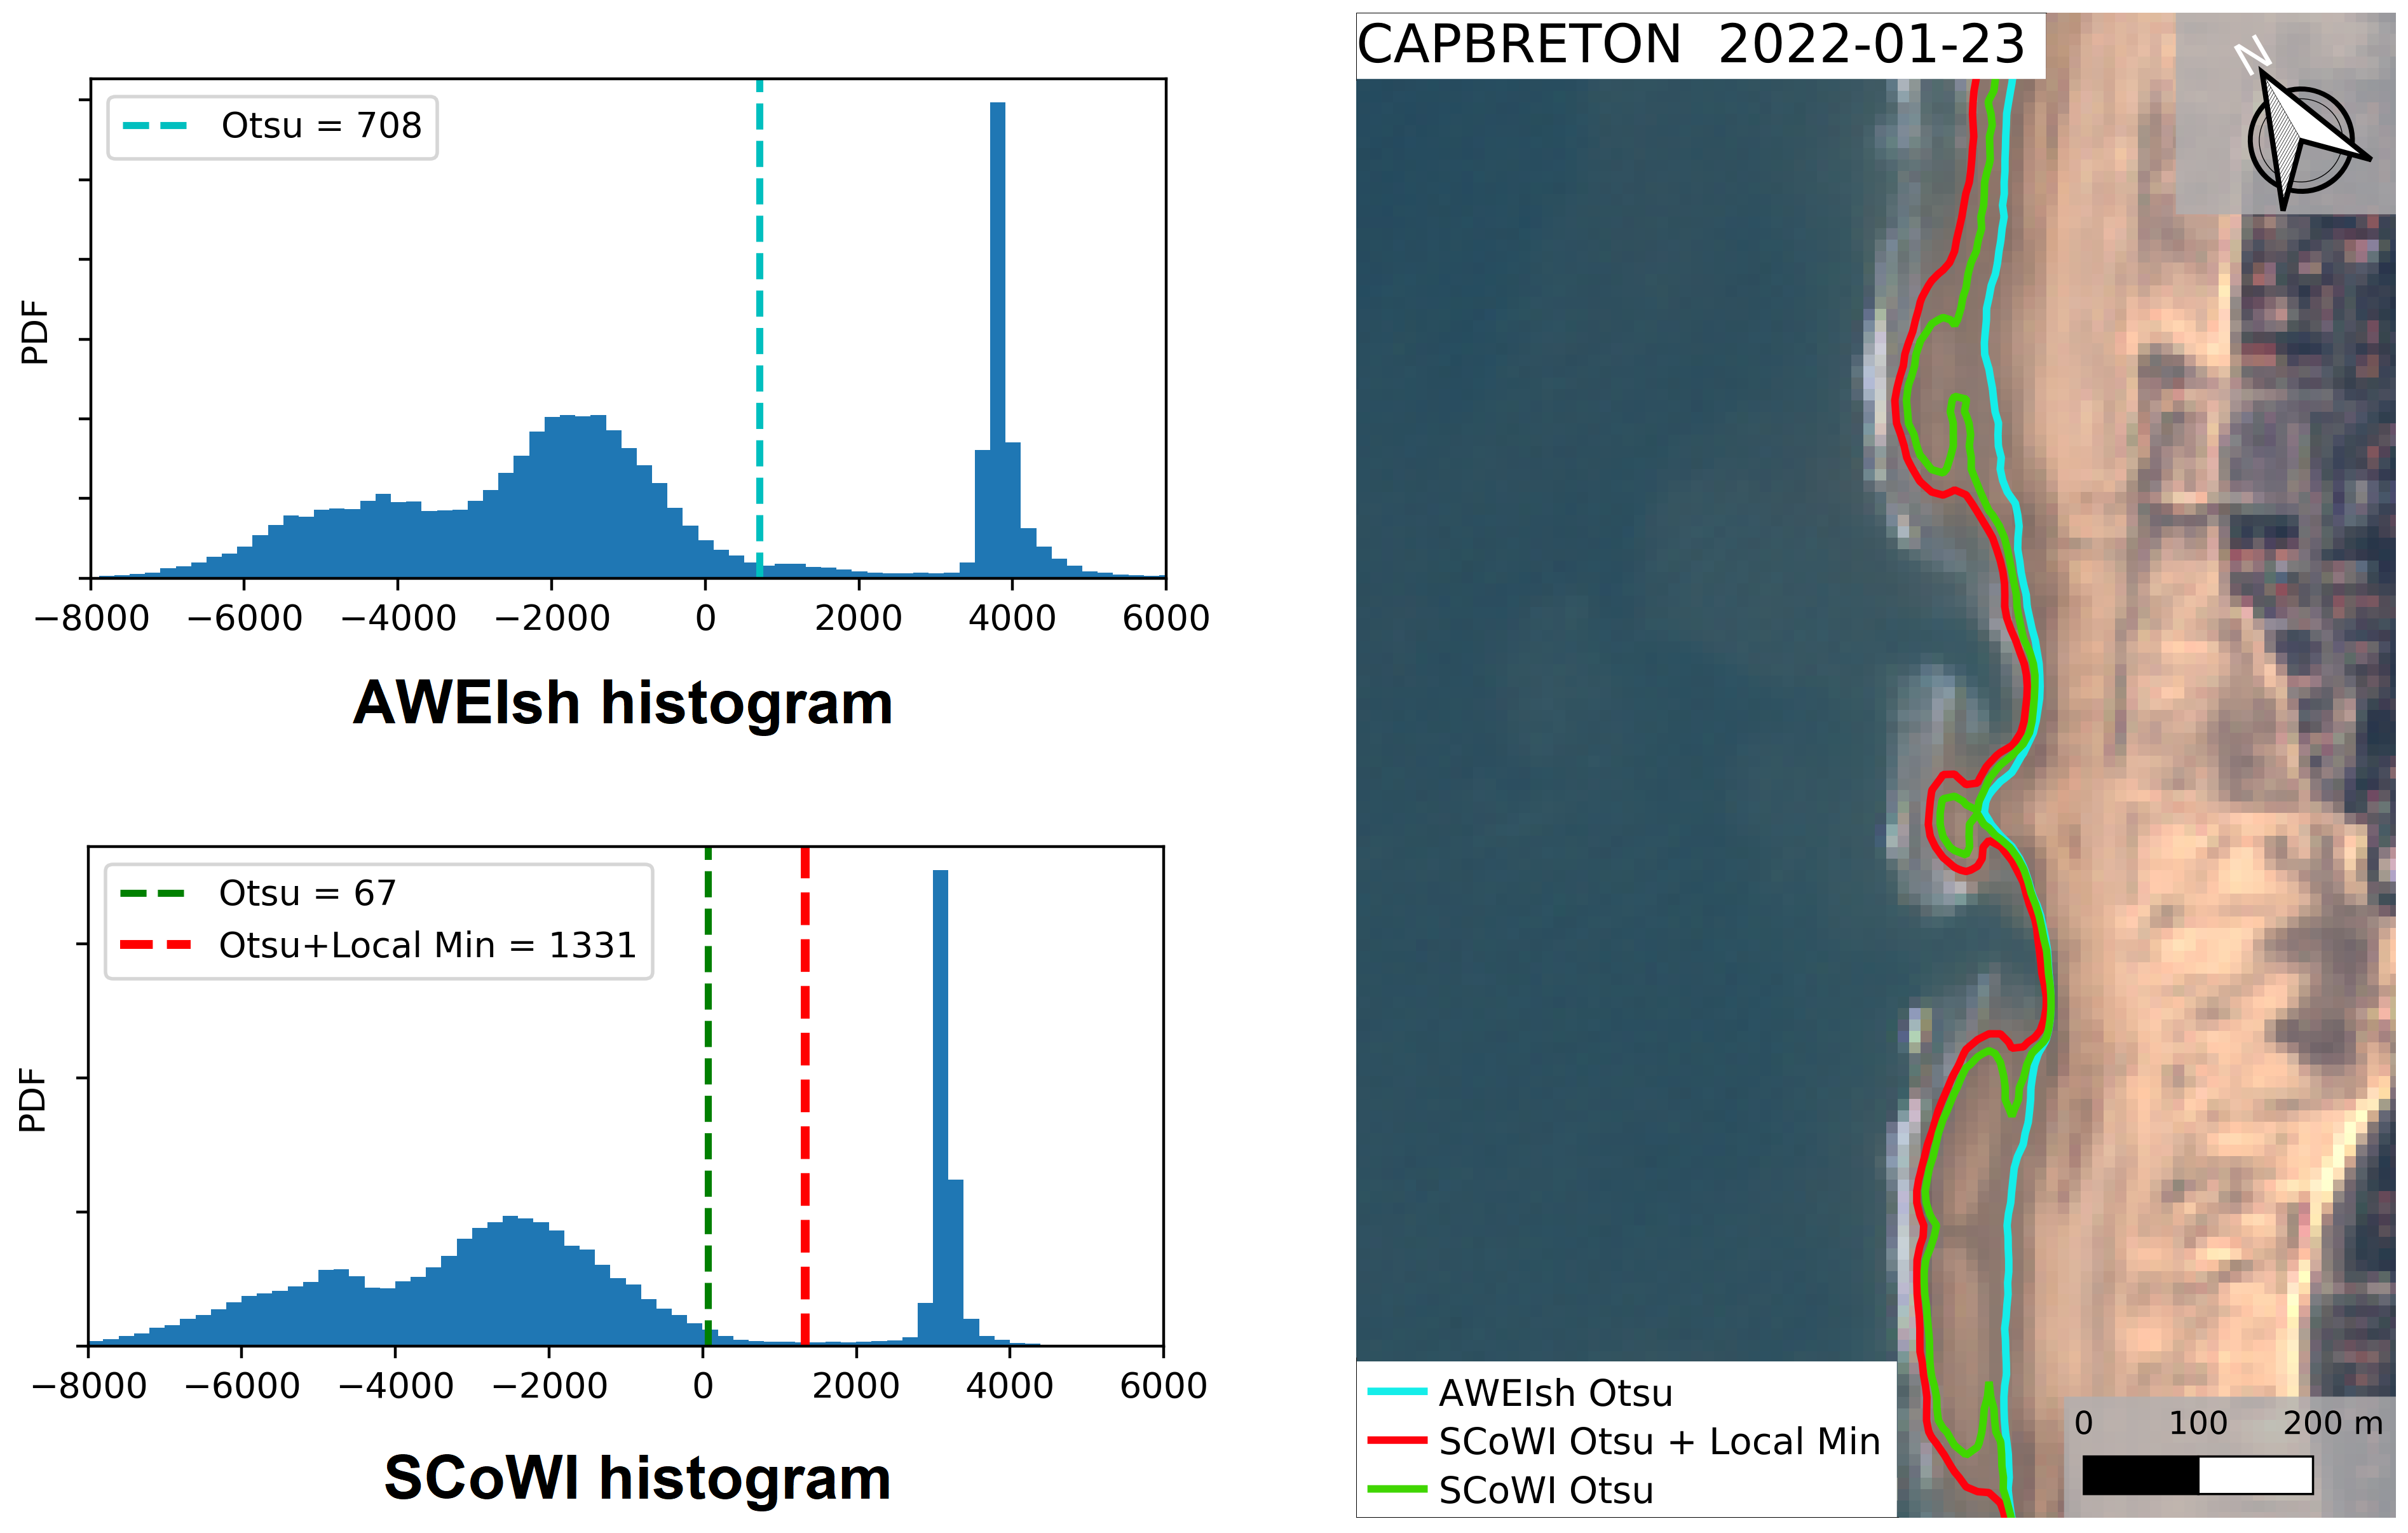 Otsu = 708
PDF
−8000 −6000 −4000 −2000 0 2000 4000 6000
AWEIsh histogram
Otsu = 67
Otsu+Local Min = 1331
PDF
−8000 −6000 −4000 −2000 0 2000 4000 6000
SCoWI histogram
CAPBRETON 2022-01-23
N
AWEIsh Otsu
SCoWI Otsu + Local Min
SCoWI Otsu
0 100 200 m